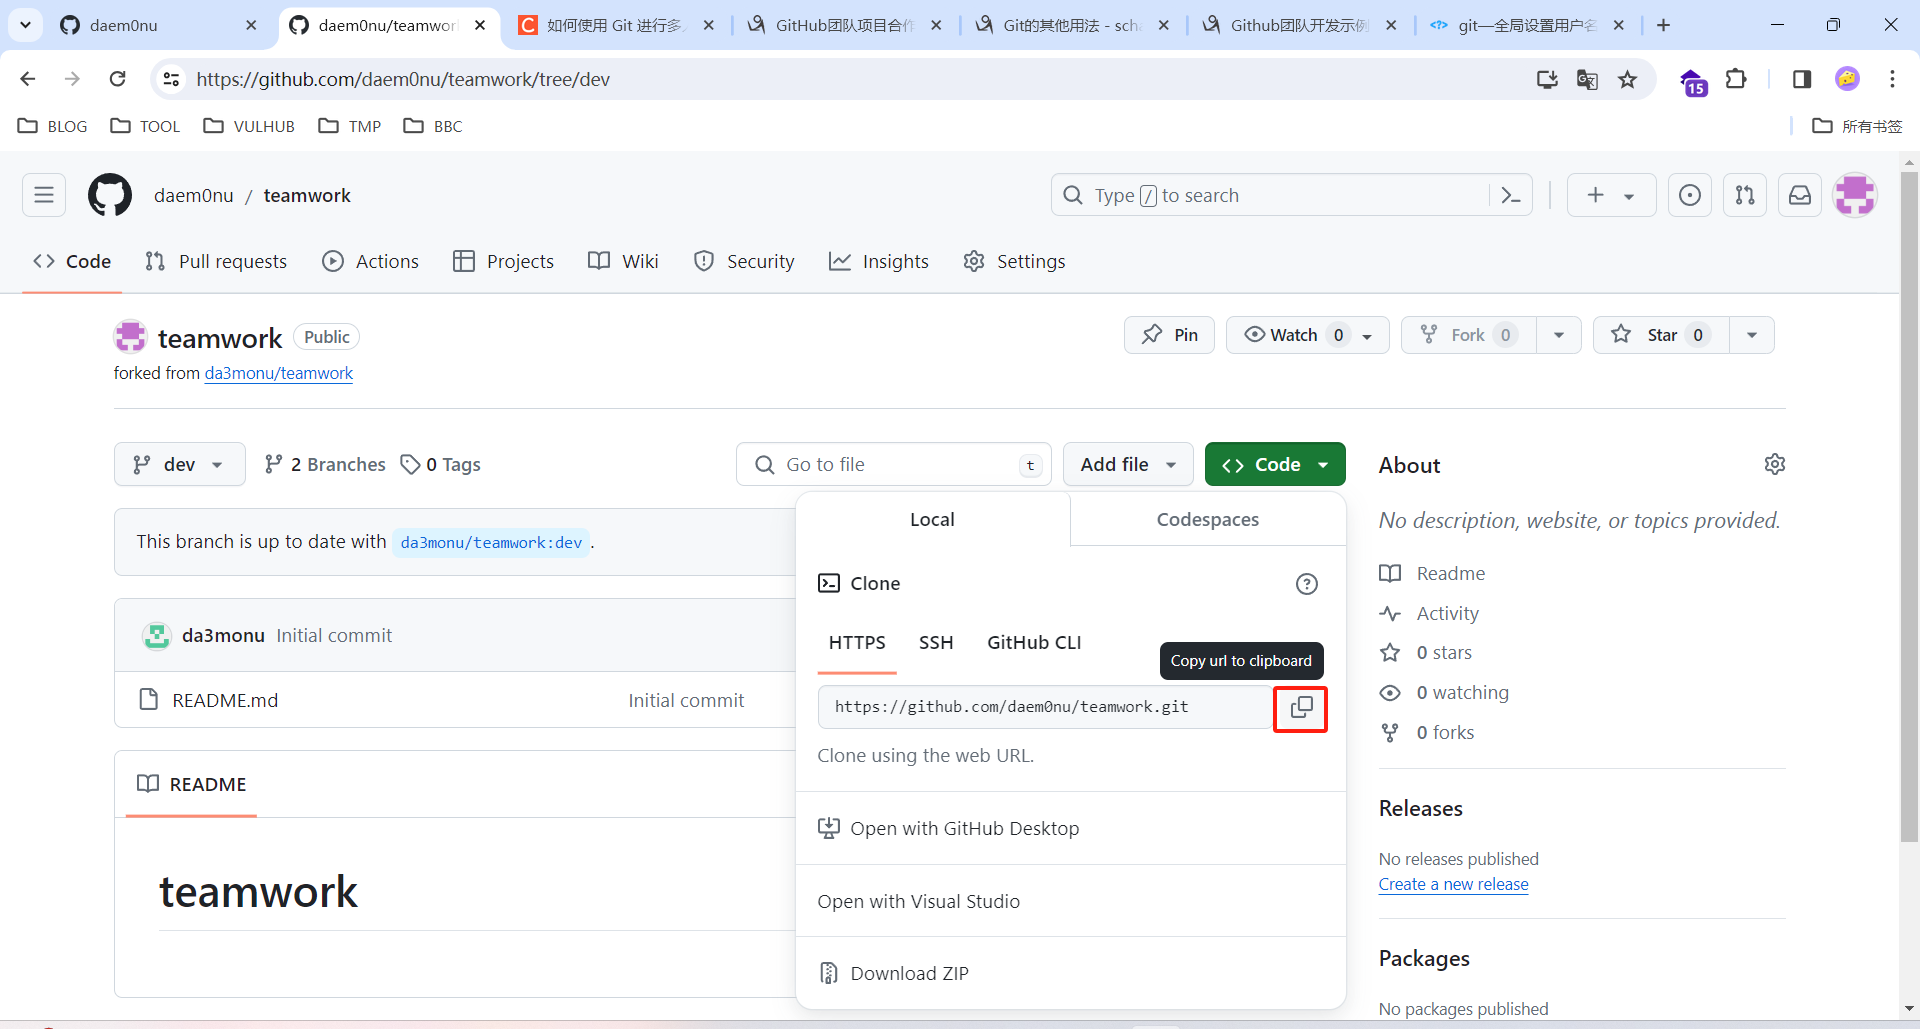 daem0nu
daem0nu/teamwork
如何使用 Git 进行多人
GitHub团队项目合作
Git的其他用法 - scha
Github团队开发示例
git—全局设置用户名
https://github.com/daem0nu/teamwork/tree/dev
15
BLOG
TOOL
VULHUB
TMP
BBC
所有书签
daem0nu / teamwork
Type / to search
Code
Pull requests
Actions
Projects
Wiki
Security
Insights
Settings
teamwork
Public
Pin
Watch 0
Fork 0
Star 0
forked from da3monu/teamwork
dev
2 Branches
0 Tags
Go to file
t
Add file
Code
About
Local
Codespaces
No description, website, or topics provided.
This branch is up to date with da3monu/teamwork:dev .
Clone
Readme
Activity
da3monu Initial commit
HTTPS
SSH
GitHub CLI
Copy url to clipboard
0 stars
README.md
Initial commit
https://github.com/daem0nu/teamwork.git
0 watching
0 forks
Clone using the web URL.
README
Releases
Open with GitHub Desktop
No releases published
Create a new release
teamwork
Open with Visual Studio
Packages
Download ZIP
No packages published